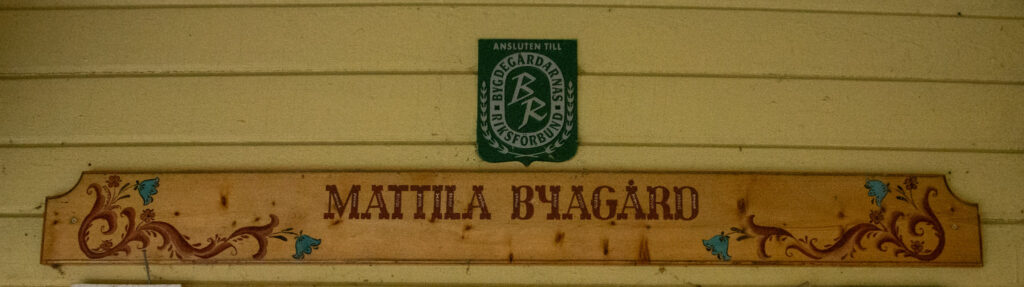 ANSLUTEN TILL
BYGDEGÅRDARNAS
BR
RIKSFÖRBUND
MATTILA BYAGÅRD